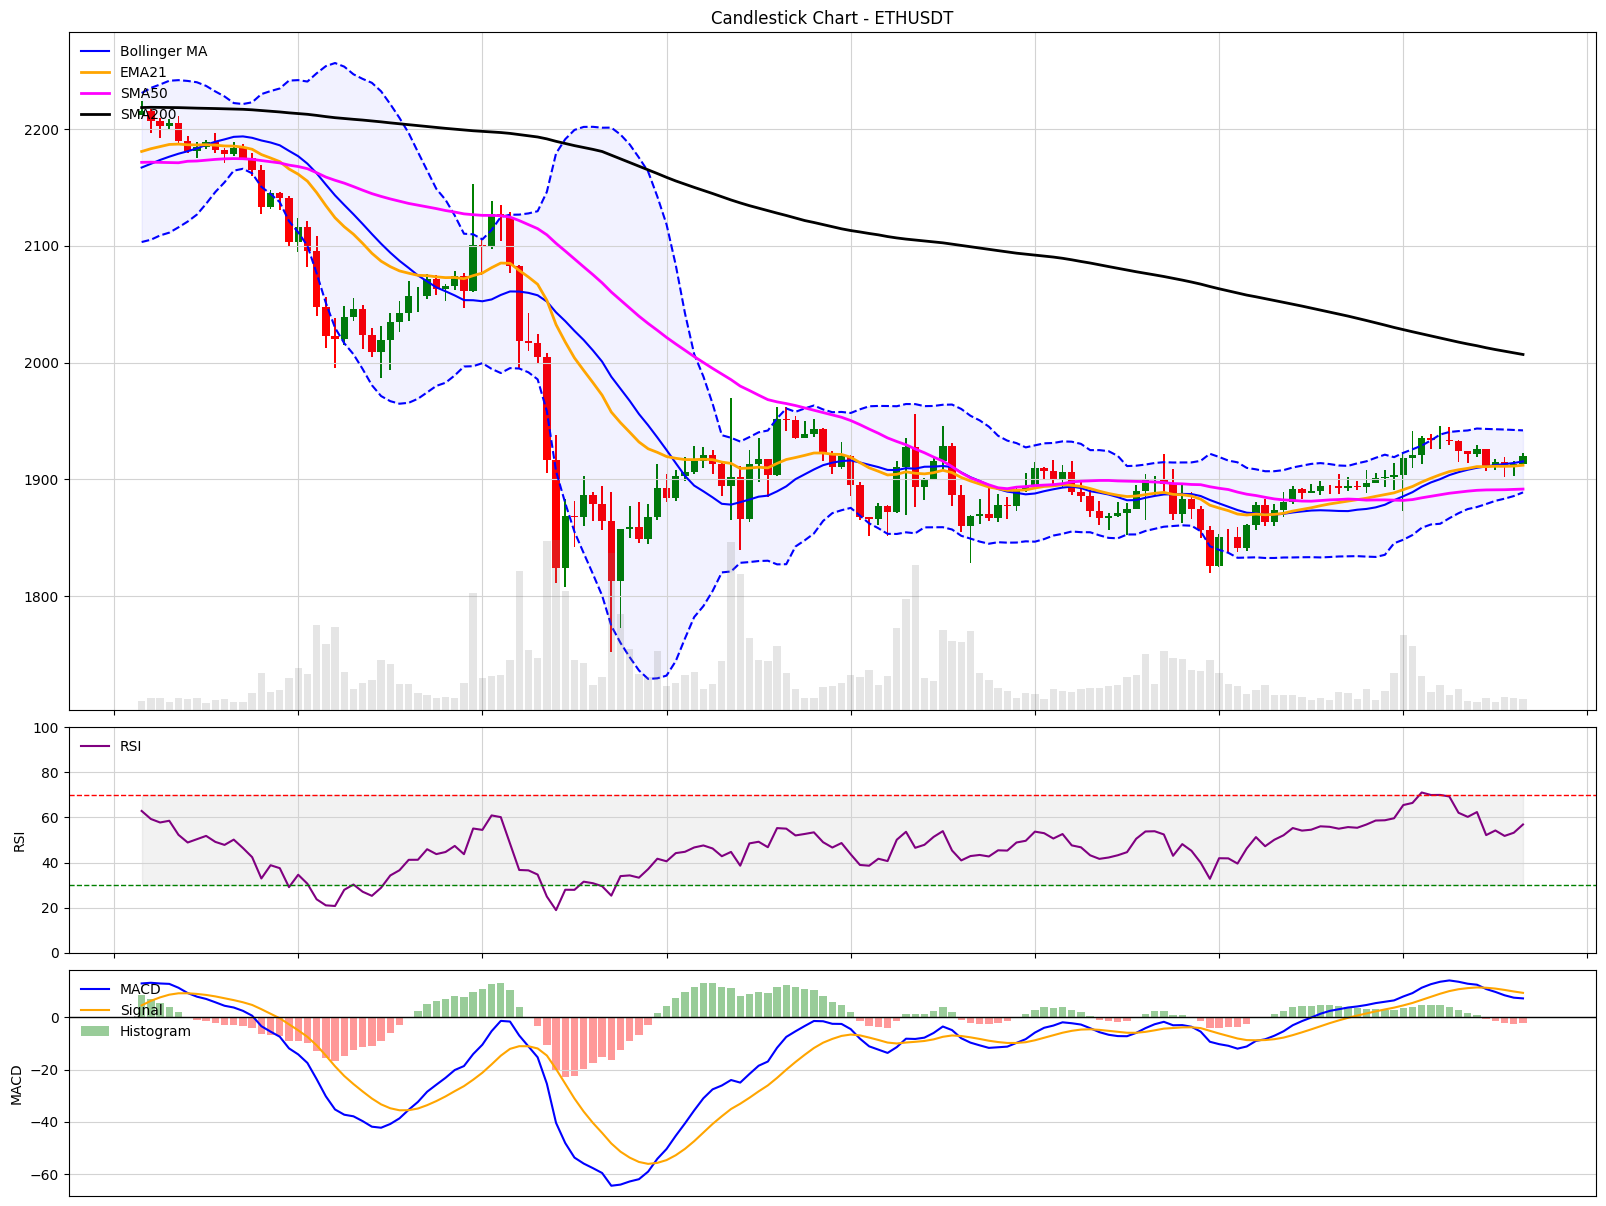 Candlestick Chart - ETHUSDT
Bollinger MA
EMA21
SMA50
SMA200
2200
2100
2000
1900
1800
100
80
60
40
20
0
RSI
RSI
0
−20
−40
−60
MACD
MACD
Signal
Histogram